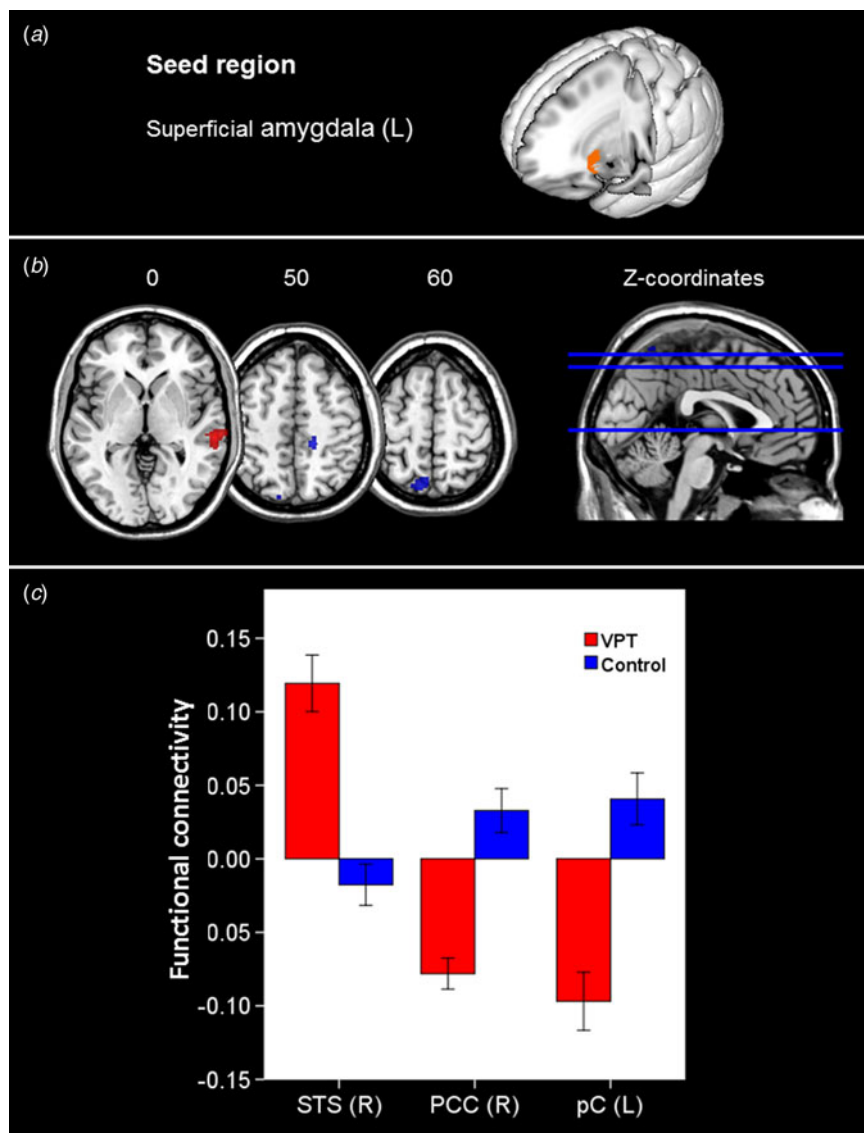 (a)
Seed region
Superficial amygdala (L)
(b)
0 50 60 Z-coordinates
(c)
Functional connectivity
0.15
0.10
0.05
0.00
0.05
-0.10
-0.15
VPT
Control
STS (R) PCC (R) pC (L)